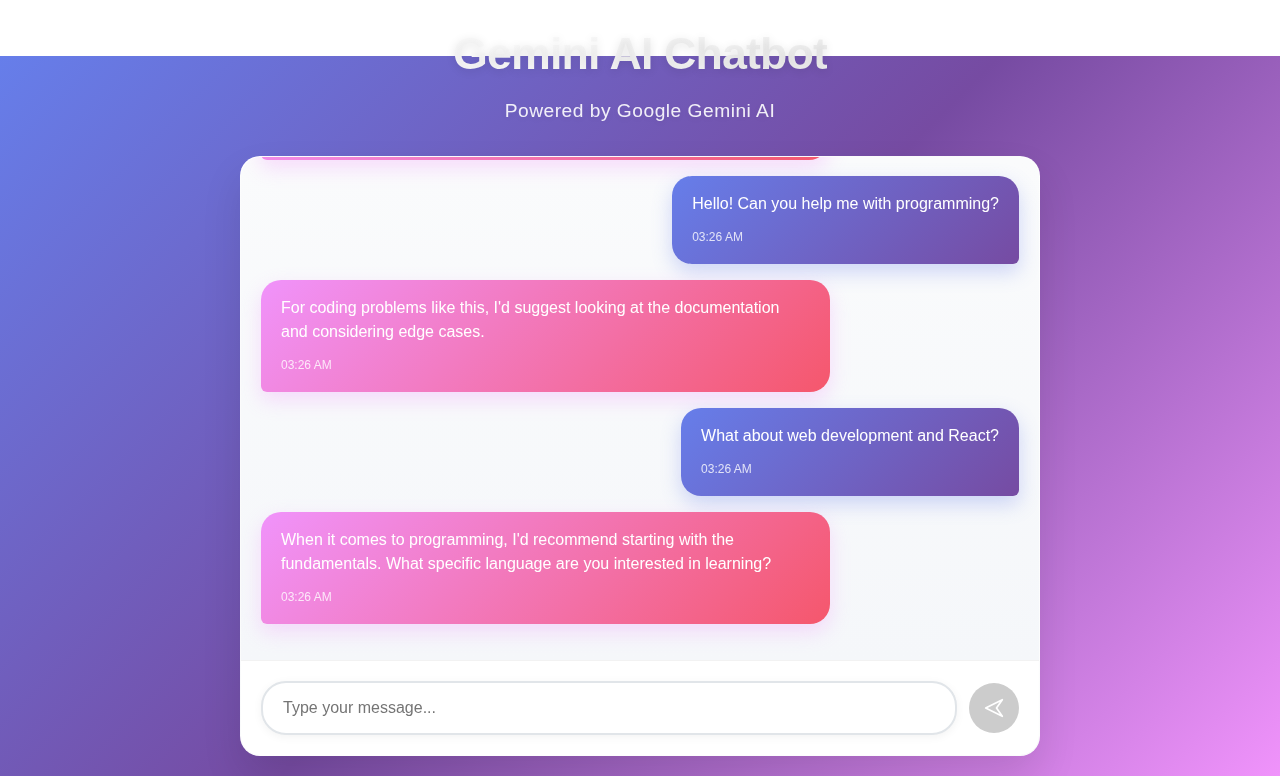 Gemini AI Chatbot
Powered by Google Gemini AI
Hello! Can you help me with programming?
03:26 AM
For coding problems like this, I'd suggest looking at the documentation
and considering edge cases.
03:26 AM
What about web development and React?
03:26 AM
When it comes to programming, I'd recommend starting with the
fundamentals. What specific language are you interested in learning?
03:26 AM
Type your message...